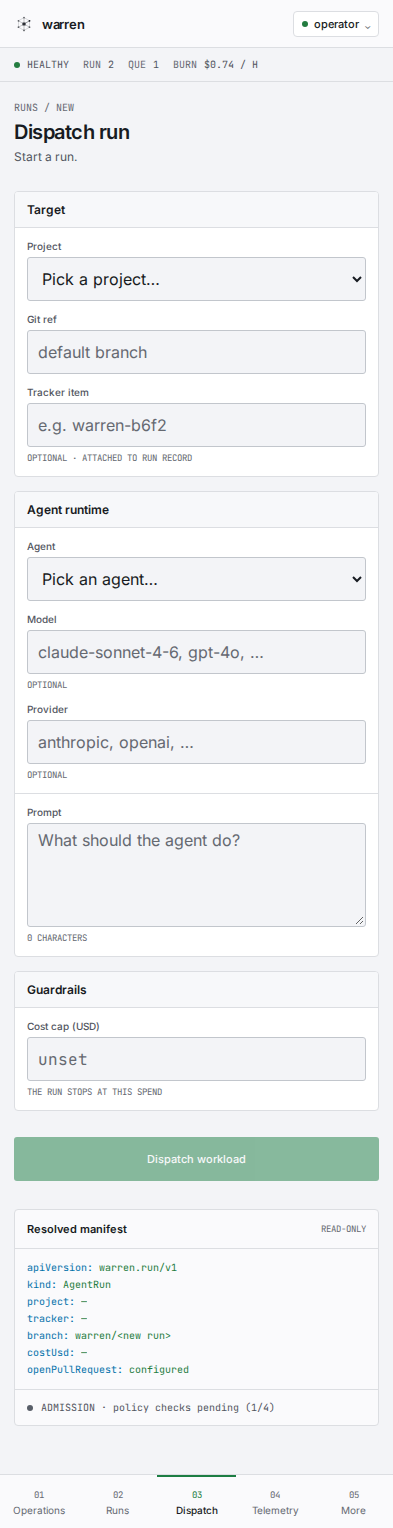 warren
operator
HEALTHY RUN 2 QUE 1 BURN $0.74 / H
RUNS / NEW
Dispatch run
Start a run.
Target
Project
Pick a project...
Git ref
default branch
Tracker item
e.g. warren-b6f2
OPTIONAL · ATTACHED TO RUN RECORD
Agent runtime
Agent
Pick an agent...
Model
claude-sonnet-4-6, gpt-4o, ...
OPTIONAL
Provider
anthropic, openai, ...
OPTIONAL
Prompt
What should the agent do?
0 CHARACTERS
Guardrails
Cost cap (USD)
unset
THE RUN STOPS AT THIS SPEND
Dispatch workload
Resolved manifest READ-ONLY
apiVersion: warren.run/v1
kind: AgentRun
project: —
tracker: —
branch: warren/<new run>
costUsd: —
openPullRequest: configured
ADMISSION · policy checks pending (1/4)
01 02 03 04 05
Operations Runs Dispatch Telemetry More